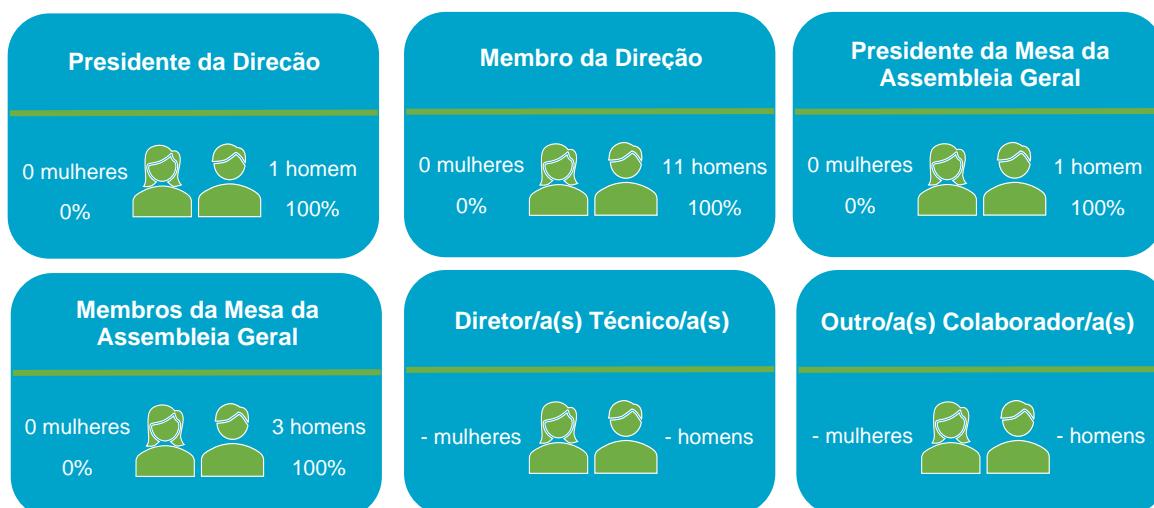 Presidente da Direcão
0 mulheres
0%
1 homem
100%
Membro da Direção
0 mulheres
0%
11 homens
100%
Presidente da Mesa da
Assembleia Geral
0 mulheres
0%
1 homem
100%
Membros da Mesa da
Assembleia Geral
0 mulheres
0%
3 homens
100%
Diretor/a(s) Técnico/a(s)
- mulheres
- homens
Outro/a(s) Colaborador/a(s)
- mulheres
- homens